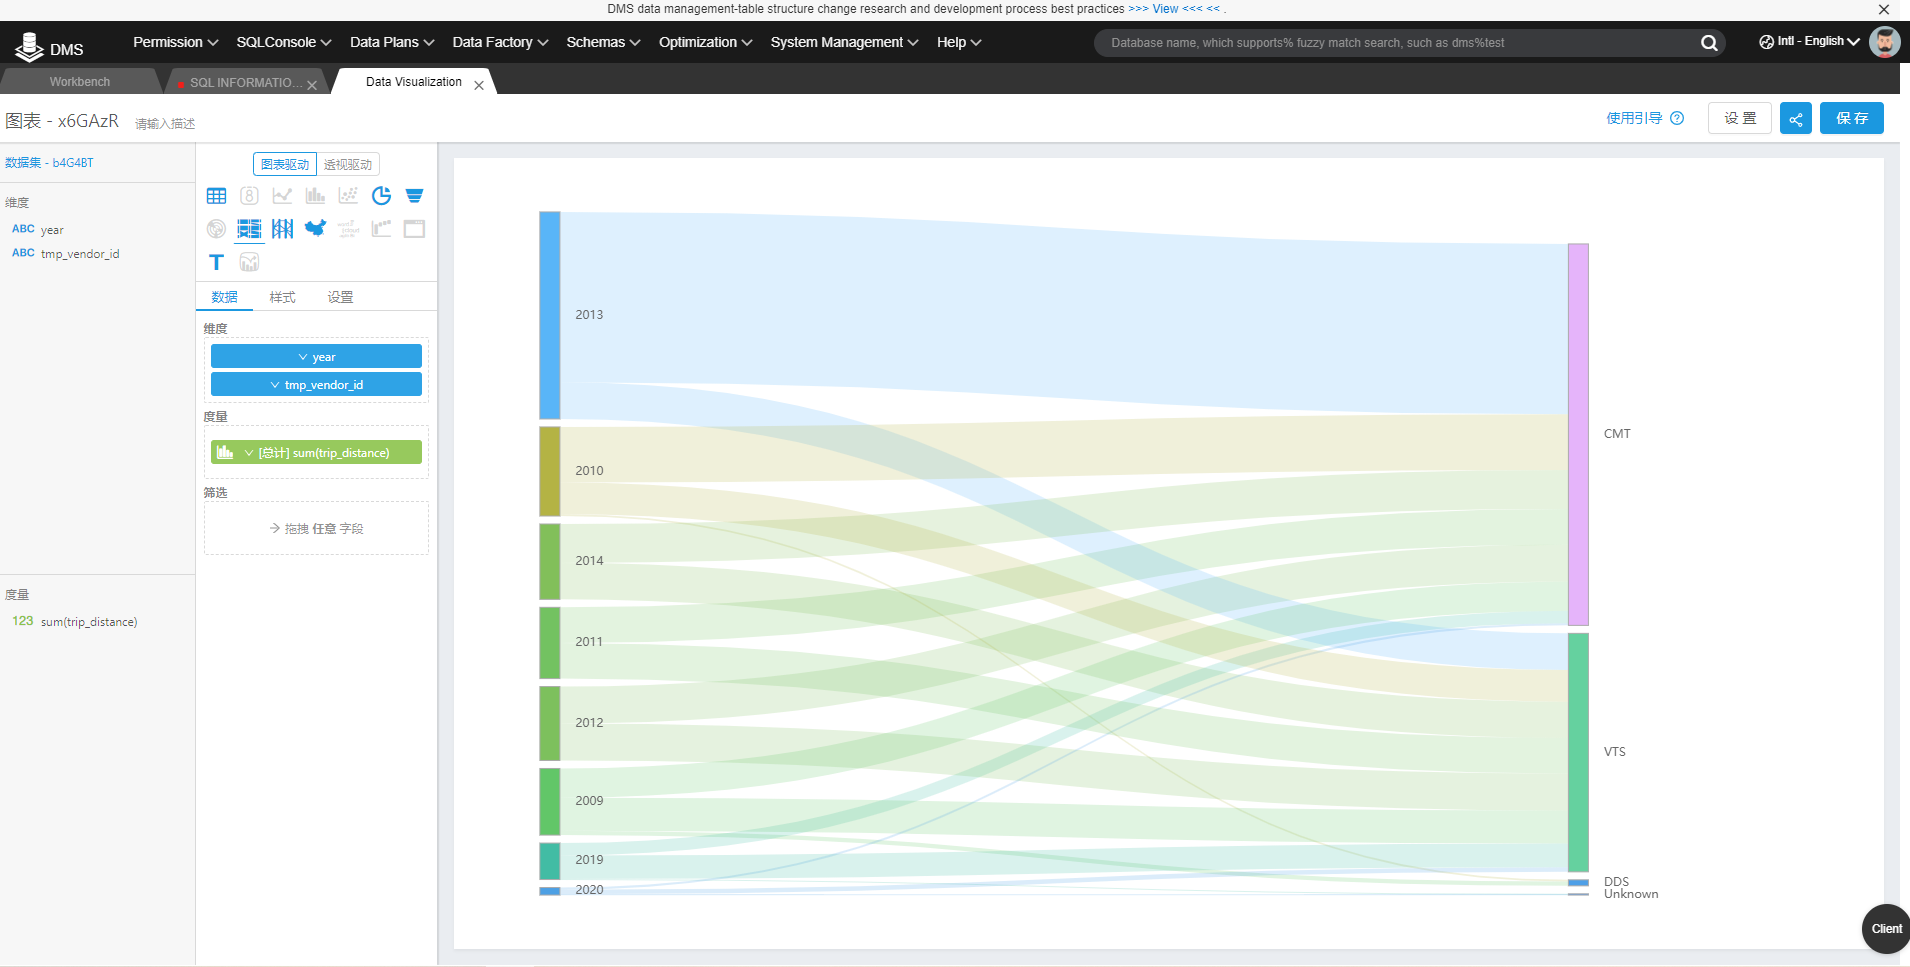 DMS data management-table structure change research and development process best practices >>> View <<< << .
DMS Permission SQLConsole Data Plans Data Factory Schemas Optimization System Management Help Database name, which supports% fuzzy match search, such as dms%test Intl - English
Workbench SQL INFORMATIO... Data Visualization
图表 - x6GAzR 请输入描述 使用引导 设 置 保 存
数据集 - b4G4BT
维度
ABC year
ABC tmp_vendor_id
度量
123 sum(trip_distance)
图表驱动 透视驱动
8
T
数据 样式 设置
维度
year
tmp_vendor_id
度量
[总计] sum(trip_distance)
筛选
拖拽 任意 字段
2013
2010
2014
2011
2012
2009
2019
2020
CMT
VTS
DDS
Unknown
Client